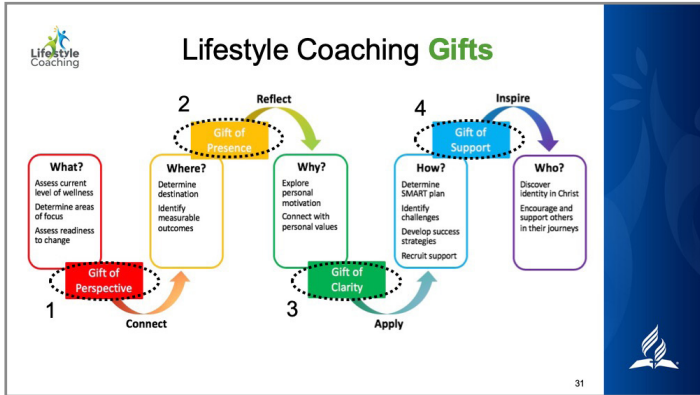 Lifestyle
Coaching
Lifestyle Coaching Gifts
2
Reflect
4
Inspire
Gift of
Presence
Gift of
Support
What?
Assess current
level of wellness
Determine areas
of focus
Assess readiness
to change
Where?
Determine
destination
Identify
measurable
outcomes
Why?
Explore
personal
motivation
Connect with
personal values
How?
Determine
SMART plan
Identify
challenges
Develop success
strategies
Recruit support
Who?
Discover
identity in Christ
Encourage and
support others
in their journeys
Gift of
Perspective
Gift of
Clarity
1
Connect
3
Apply
31